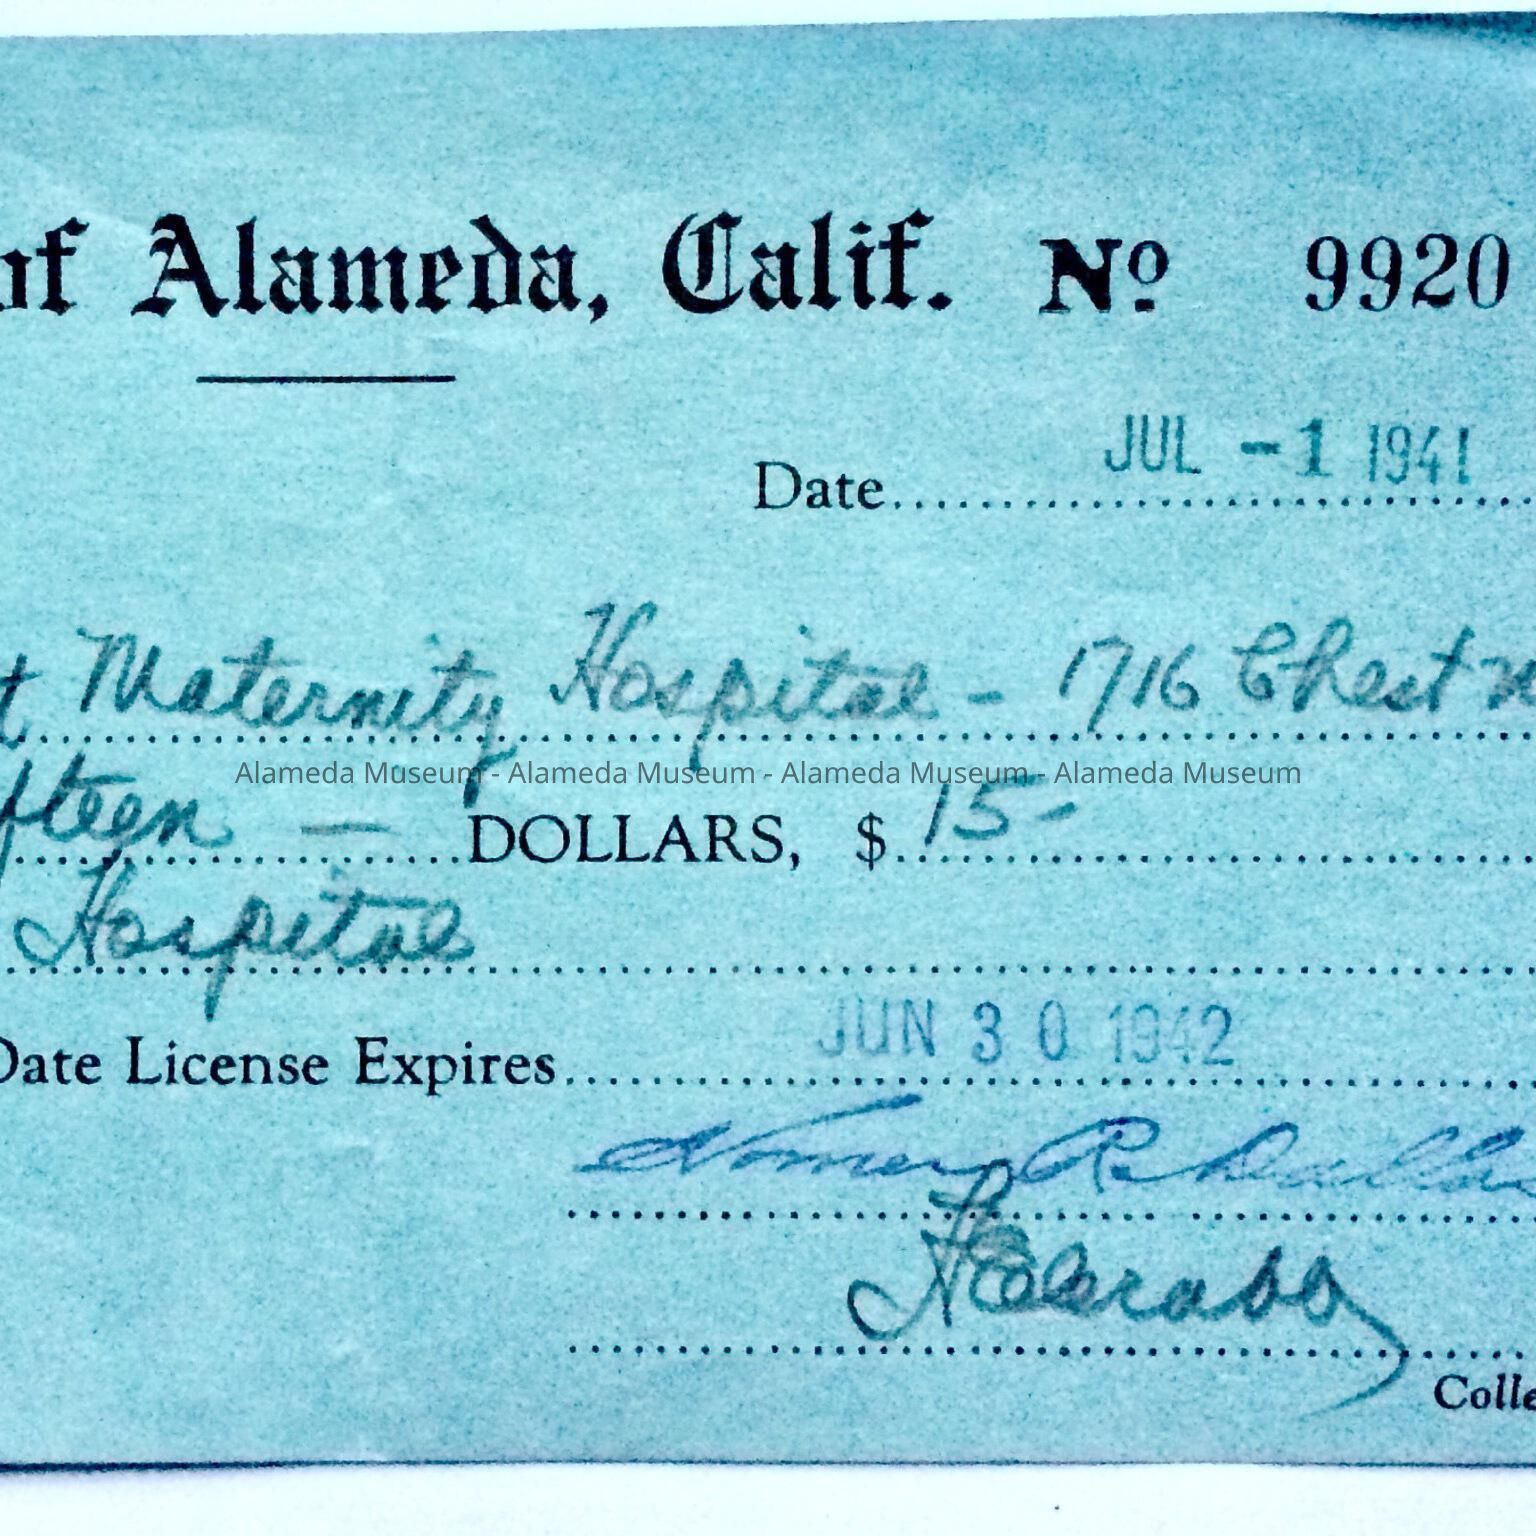 of Alameda, Calif. Nº 9920
Date JUL -1 1941
t Maternity Hospital - 1716 Chestn
fteen — DOLLARS, $ 15-
Alameda Museum - Alameda Museum - Alameda Museum - Alameda Museum
Hospital
Date License Expires JUN 30 1942
R.
Colle